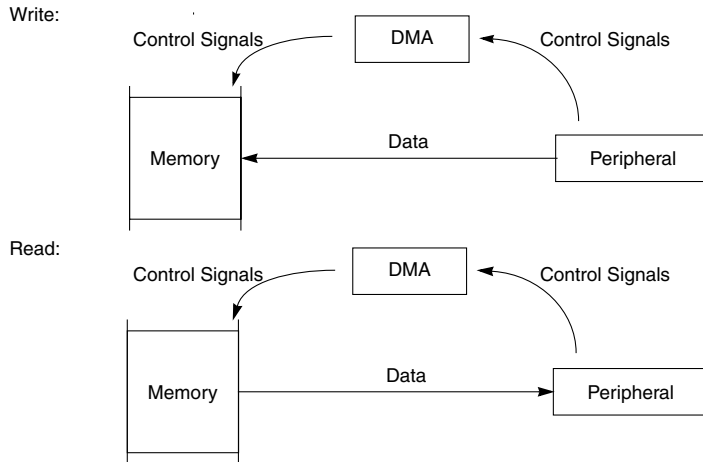 Write:
Control Signals
DMA
Control Signals
Memory
Data
Peripheral
Read:
Control Signals
DMA
Control Signals
Memory
Data
Peripheral